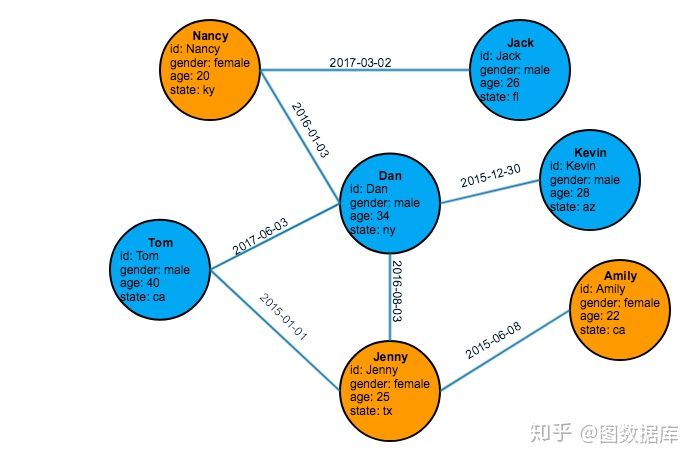 Nancy
id: Nancy
gender: female
age: 20
state: ky
2017-03-02
Jack
id: Jack
gender: male
age: 26
state: fl
2016-01-03
Dan
id: Dan
gender: male
age: 34
state: ny
2015-12-30
Kevin
id: Kevin
gender: male
age: 28
state: az
Tom
id: Tom
gender: male
age: 40
state: ca
2017-06-03
2016-08-03
2015-01-01
Amily
id: Amily
gender: female
age: 22
state: ca
2015-06-08
Jenny
id: Jenny
gender: female
age: 25
state: tx
知乎 @图数据库